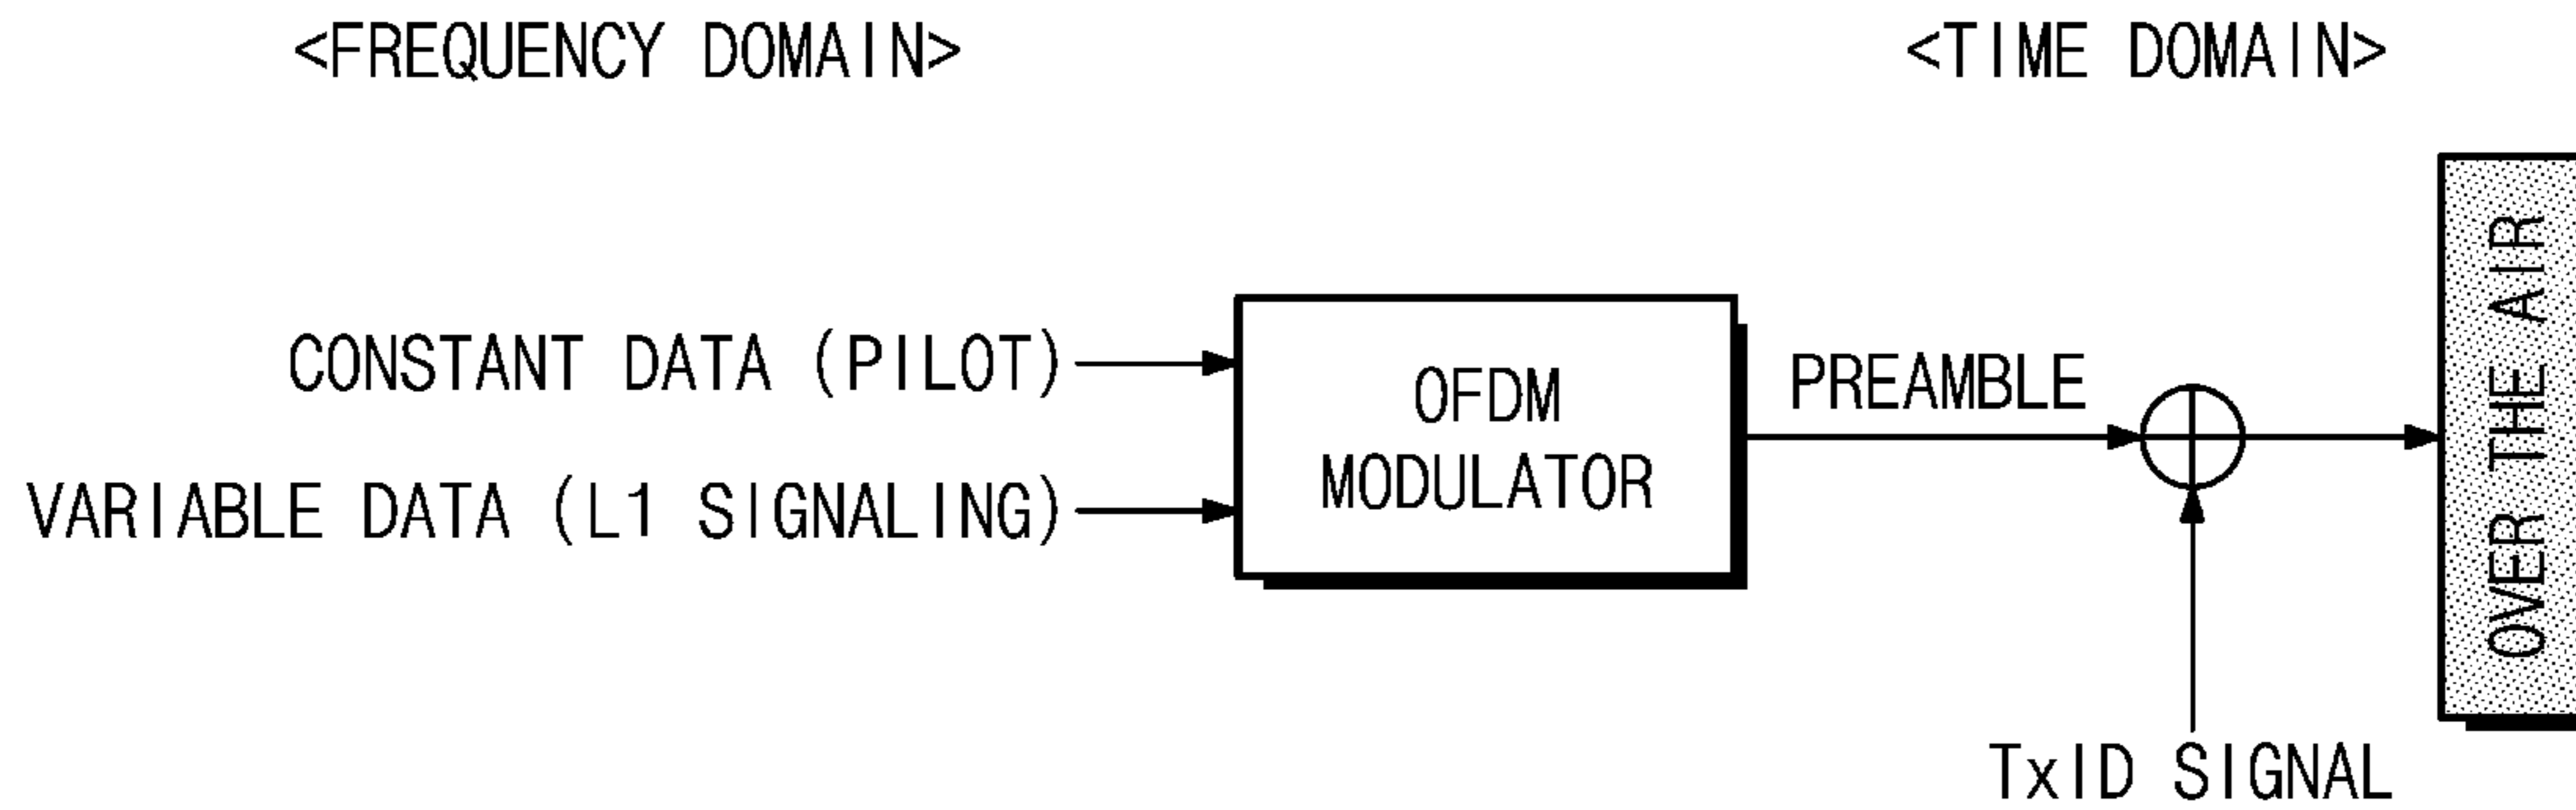 <FREQUENCY DOMAIN>
<TIME DOMAIN>
CONSTANT DATA (PILOT)
VARIABLE DATA (L1 SIGNALING)
OFDM
MODULATOR
PREAMBLE
TxID SIGNAL
OVER THE AIR